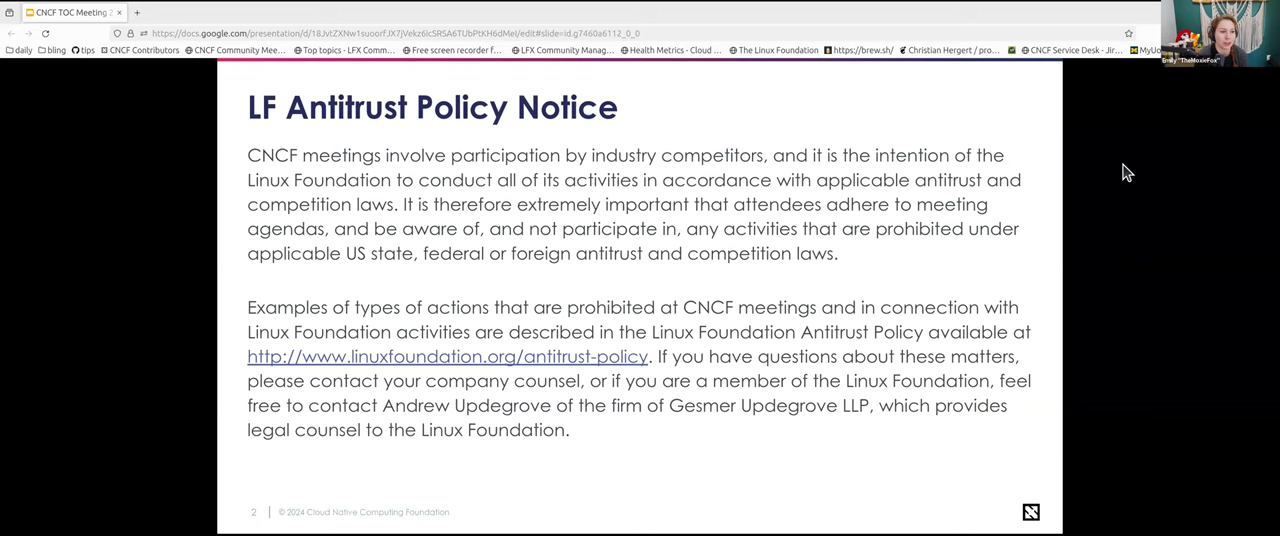 CNCF TOC Meeting 2
https://docs.google.com/presentation/d/
daily bling tips CNCF Contributors CNCF Community Mee… Top topics - LFX Comm… Free screen recorder f… LFX Community Manag… Health Metrics - Cloud … The Linux Foundation https://brew.sh/ Christian Hergert / pro… CNCF Service Desk - Jir… MyUo
Emily "TheMoxieFox"
LF Antitrust Policy Notice
CNCF meetings involve participation by industry competitors, and it is the intention of the
Linux Foundation to conduct all of its activities in accordance with applicable antitrust and
competition laws. It is therefore extremely important that attendees adhere to meeting
agendas, and be aware of, and not participate in, any activities that are prohibited under
applicable US state, federal or foreign antitrust and competition laws.
Examples of types of actions that are prohibited at CNCF meetings and in connection with
Linux Foundation activities are described in the Linux Foundation Antitrust Policy available at
http://www.linuxfoundation.org/antitrust-policy. If you have questions about these matters,
please contact your company counsel, or if you are a member of the Linux Foundation, feel
free to contact Andrew Updegrove of the firm of Gesmer Updegrove LLP, which provides
legal counsel to the Linux Foundation.
2 | © 2024 Cloud Native Computing Foundation